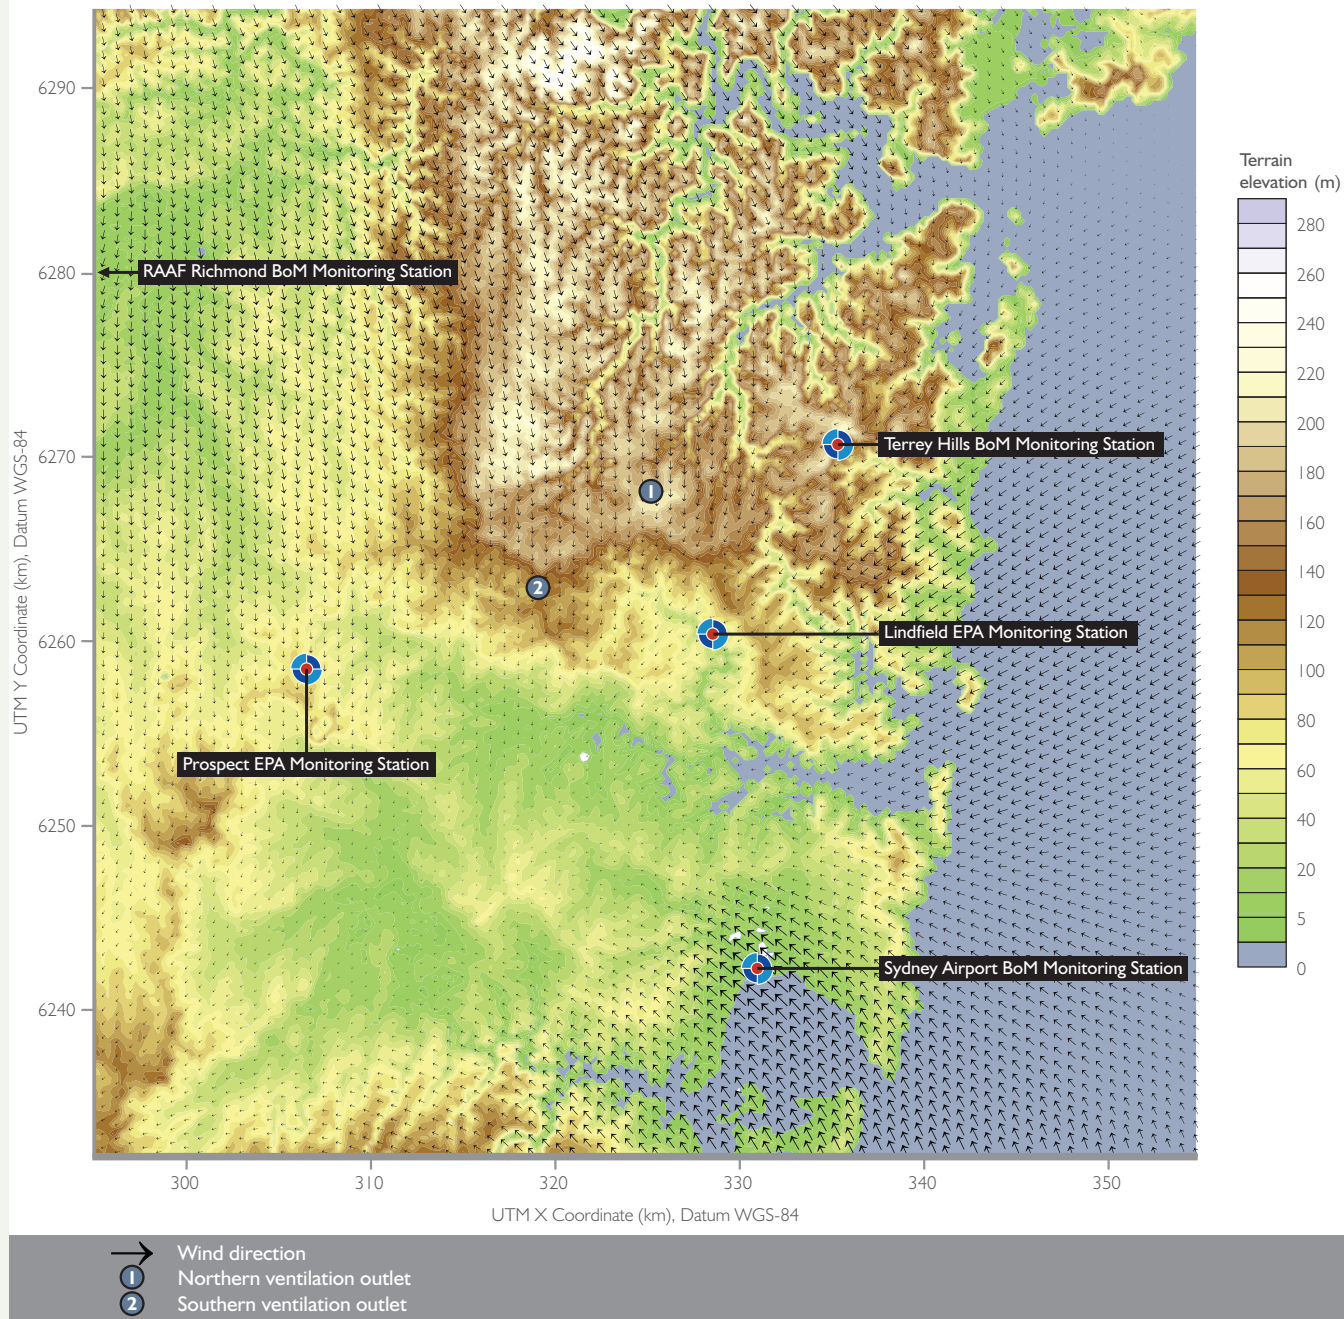 6290
6280
6270
6260
6250
6240
UTM Y Coordinate (km), Datum WGS-84
RAAF Richmond BoM Monitoring Station
Terrey Hills BoM Monitoring Station
1
2
Lindfield EPA Monitoring Station
Prospect EPA Monitoring Station
Sydney Airport BoM Monitoring Station
300
310
320
330
340
350
UTM X Coordinate (km), Datum WGS-84
Terrain
elevation (m)
280
260
240
220
200
180
160
140
120
100
80
60
40
20
5
0
Wind direction
1 Northern ventilation outlet
2 Southern ventilation outlet